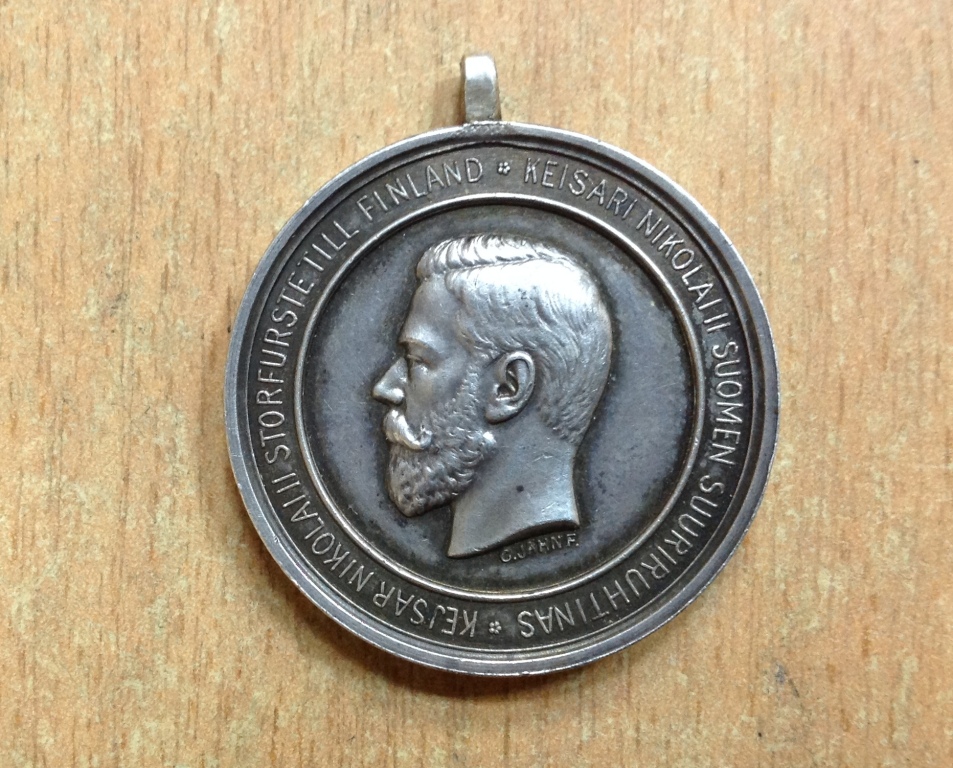 KEISARI NIKOLAI II SUOMEN SUURIRUHTINAS
KEJSAR NIKOLAI II STORFURSTE TILL FINLAND
C. JAHN F.